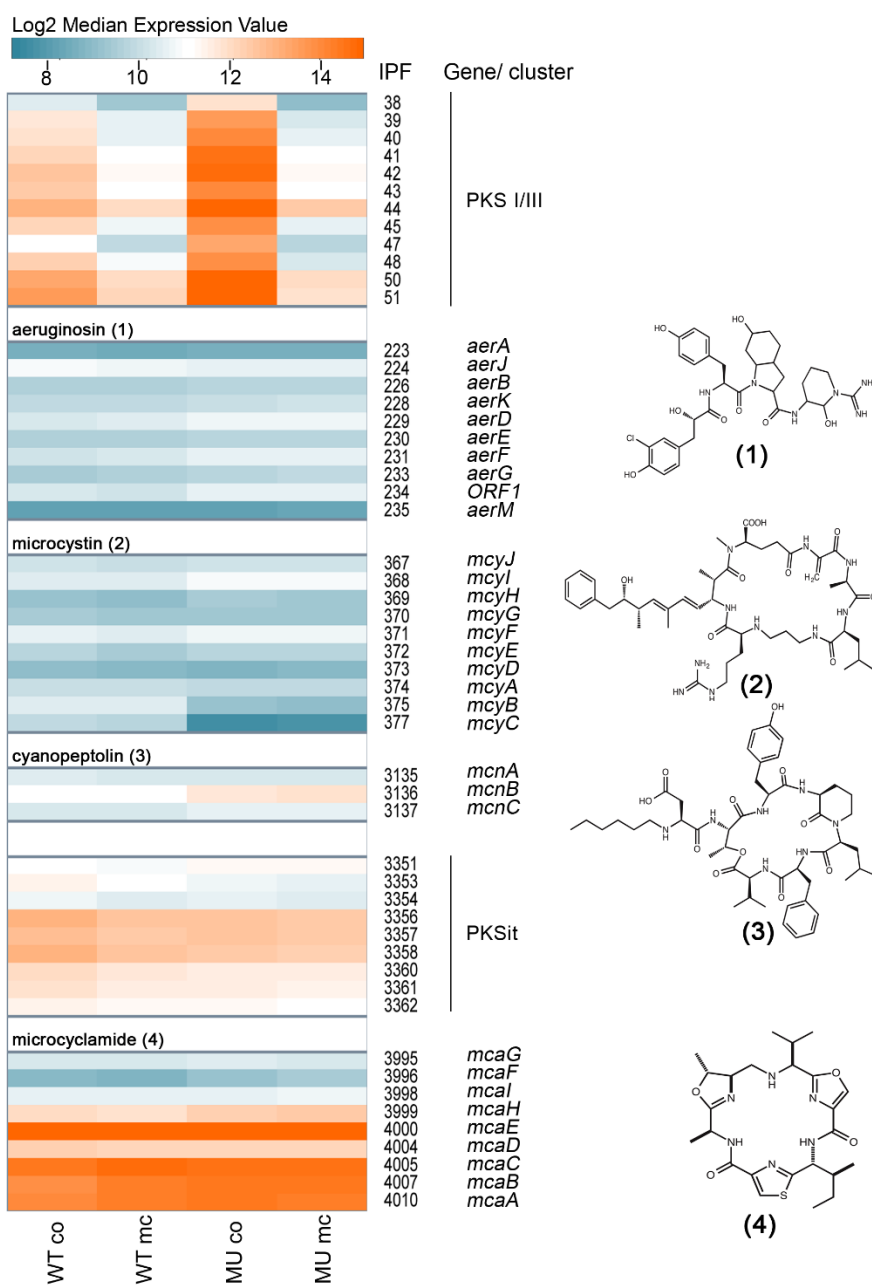 Log2 Median Expression Value
8 10 12 14
IPF Gene/ cluster
38
39
40
41
42
43
44
45
47
48
50
51
PKS I/III
aeruginosin (1)
223 aerA
224 aerJ
226 aerB
228 aerK
229 aerD
230 aerE
231 aerF
233 aerG
234 ORF1
235 aerM
microcystin (2)
367 mcyJ
368 mcyI
369 mcyH
370 mcyG
371 mcyF
372 mcyE
373 mcyD
374 mcyA
375 mcyB
377 mcyC
cyanopeptolin (3)
3135 mcnA
3136 mcnB
3137 mcnC
3351
3353
3354
3356
3357
3358
3360
3361
3362
PKSit
microcyclamide (4)
3995 mcaG
3996 mcaF
3998 mcaI
3999 mcaH
4000 mcaE
4004 mcaD
4005 mcaC
4007 mcaB
4010 mcaA
WT co
WT mc
MU co
MU mc
(1)
(2)
(3)
(4)